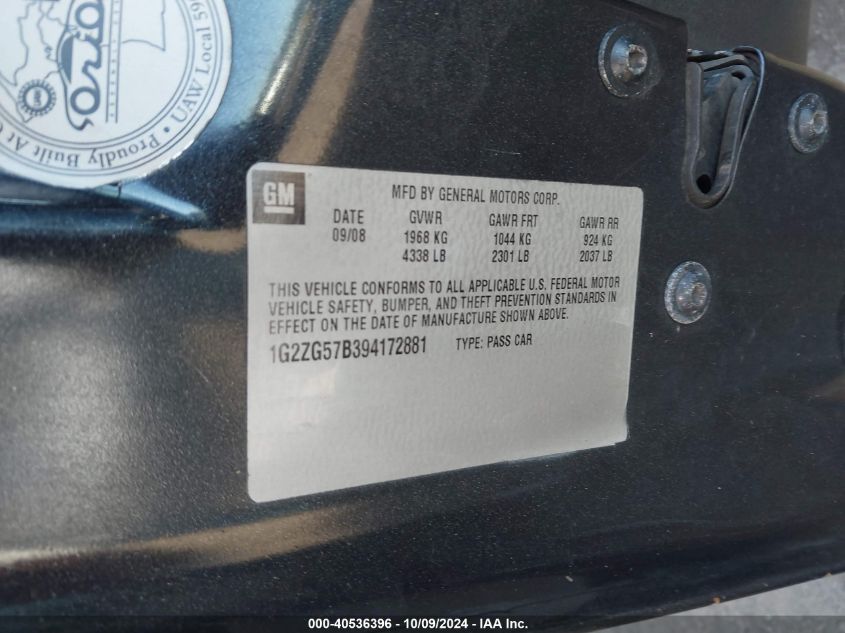 • Proudly Built At
• UAW Local 59
GM
MFD BY GENERAL MOTORS CORP.
DATE GVWR GAWR FRT GAWR RR
09/08 1968 KG 1044 KG 924 KG
4338 LB 2301 LB 2037 LB
THIS VEHICLE CONFORMS TO ALL APPLICABLE U.S. FEDERAL MOTOR
VEHICLE SAFETY, BUMPER, AND THEFT PREVENTION STANDARDS IN
EFFECT ON THE DATE OF MANUFACTURE SHOWN ABOVE.
1G2ZG57B394172881 TYPE: PASS CAR
000-40536396 - 10/09/2024 - IAA Inc.